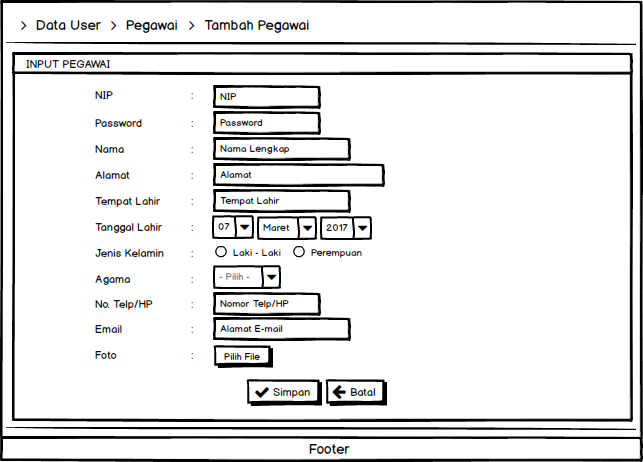 > Data User > Pegawai > Tambah Pegawai
INPUT PEGAWAI
NIP : NIP
Password : Password
Nama : Nama Lengkap
Alamat : Alamat
Tempat Lahir : Tempat Lahir
Tanggal Lahir : 07 Maret 2017
Jenis Kelamin : Laki - Laki Perempuan
Agama : - Pilih -
No. Telp/HP : Nomor Telp/HP
Email : Alamat E-mail
Foto : Pilih File
Simpan Batal
Footer